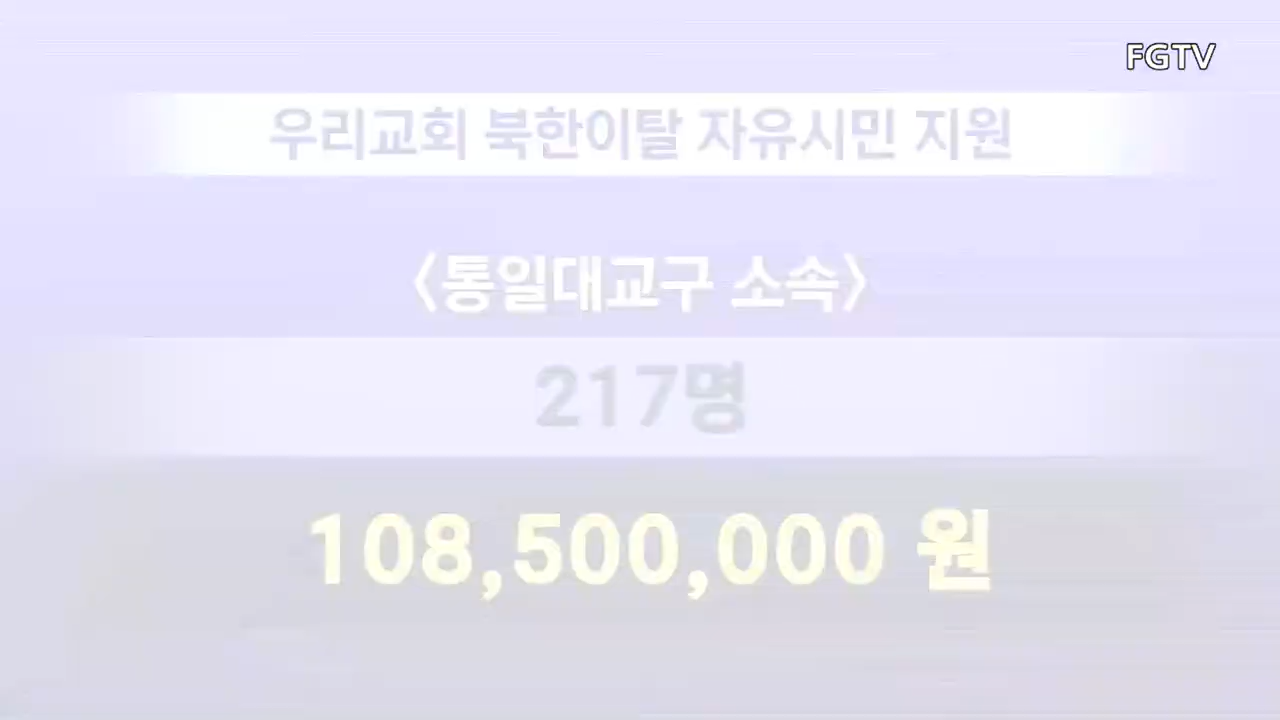 FGTV
우리교회 북한이탈 자유시민 지원
〈통일대교구 소속〉
217명
108,500,000 원